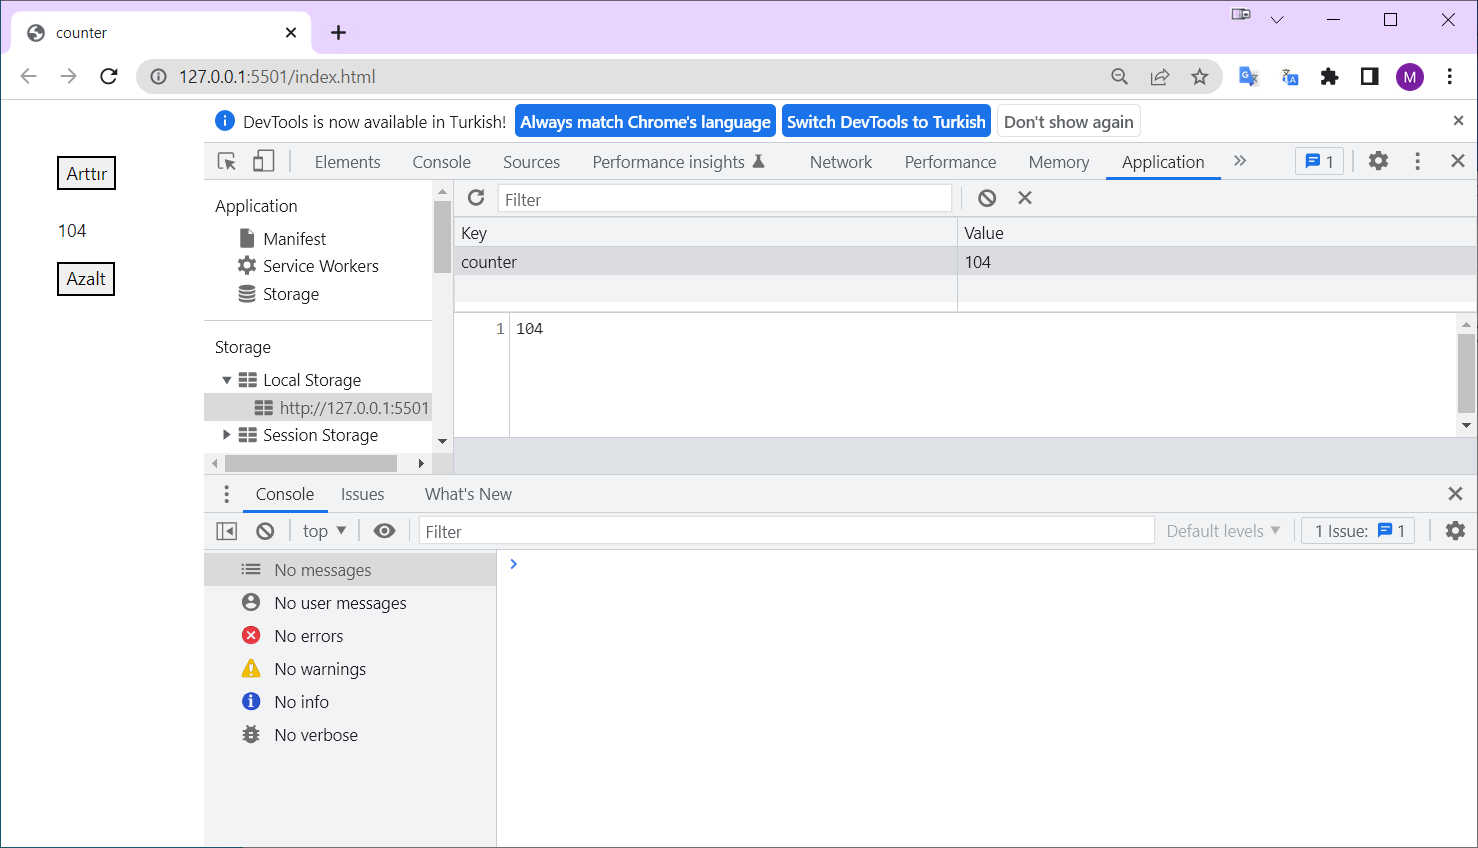 counter
127.0.0.1:5501/index.html
M
Arttır
104
Azalt
DevTools is now available in Turkish! Always match Chrome's language Switch DevTools to Turkish Don't show again
Elements Console Sources Performance insights Network Performance Memory Application 1
Application
Manifest
Service Workers
Storage
Storage
Local Storage
http://127.0.0.1:5501
Session Storage
Filter
Key Value
counter 104
1 104
Console Issues What's New
top Filter Default levels 1 Issue: 1
No messages
No user messages
No errors
No warnings
No info
No verbose